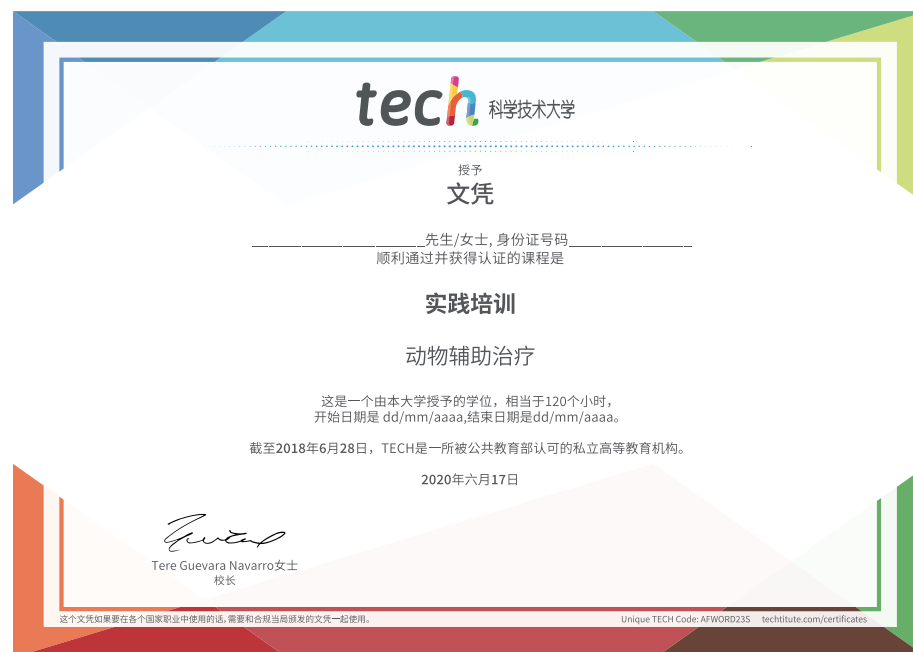 tech 科学技术大学
授予
文凭
______________________先生/女士, 身份证号码_______________
顺利通过并获得认证的课程是
实践培训
动物辅助治疗
这是一个由本大学授予的学位，相当于120个小时，
开始日期是 dd/mm/aaaa,结束日期是dd/mm/aaaa。
截至2018年6月28日，TECH是一所被公共教育部认可的私立高等教育机构。
2020年六月17日
Tere Guevara Navarro女士
校长
这个文凭如果要在各个国家职业中使用的话, 需要和合规当局颁发的文凭一起使用。
Unique TECH Code: AFWORD23S techtitute.com/certificates